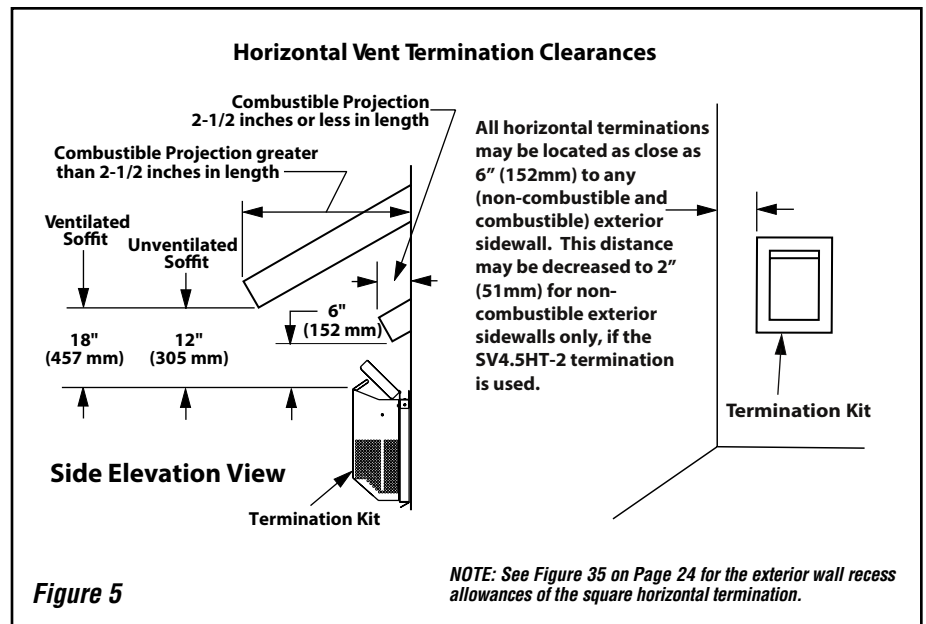 Horizontal Vent Termination Clearances
Combustible Projection
2-1/2 inches or less in length
Combustible Projection greater
than 2-1/2 inches in length
Ventilated
Soffit
Unventilated
Soffit
18"
(457 mm)
12"
(305 mm)
6"
(152 mm)
Side Elevation View
Termination Kit
All horizontal terminations
may be located as close as
6” (152mm) to any
(non-combustible and
combustible) exterior
sidewall. This distance
may be decreased to 2”
(51mm) for non-
combustible exterior
sidewalls only, if the
SV4.5HT-2 termination
is used.
Termination Kit
Figure 5
NOTE: See Figure 35 on Page 24 for the exterior wall recess
allowances of the square horizontal termination.